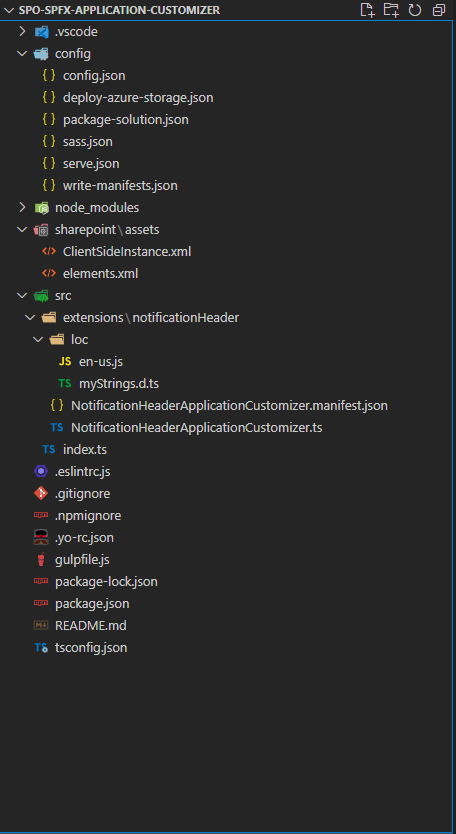 SPO-SPFX-APPLICATION-CUSTOMIZER
.vscode
config
{ } config.json
{ } deploy-azure-storage.json
{ } package-solution.json
{ } sass.json
{ } serve.json
{ } write-manifests.json
node_modules
sharepoint\assets
ClientSideInstance.xml
elements.xml
src
extensions\notificationHeader
loc
JS en-us.js
TS myStrings.d.ts
{ } NotificationHeaderApplicationCustomizer.manifest.json
TS NotificationHeaderApplicationCustomizer.ts
TS index.ts
.eslintrc.js
.gitignore
.npmignore
.yo-rc.json
gulpfile.js
package-lock.json
package.json
README.md
TS tsconfig.json